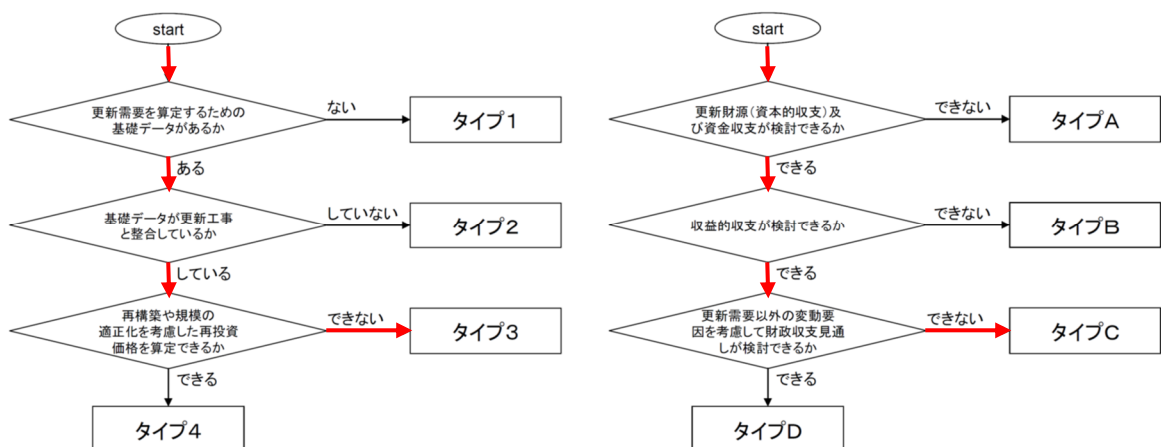 start
更新需要を算定するための
基礎データがあるか
ない
タイプ1
ある
基礎データが更新工事
と整合しているか
していない
タイプ2
している
再構築や規模の
適正化を考慮した再投資
価格を算定できるか
できない
タイプ3
できる
タイプ4
start
更新財源(資本的収支)及
び資金収支が検討できるか
できない
タイプA
できる
収益的収支が検討できるか
できない
タイプB
できる
更新需要以外の変動要
因を考慮して財政収支見通
しが検討できるか
できない
タイプC
できる
タイプD